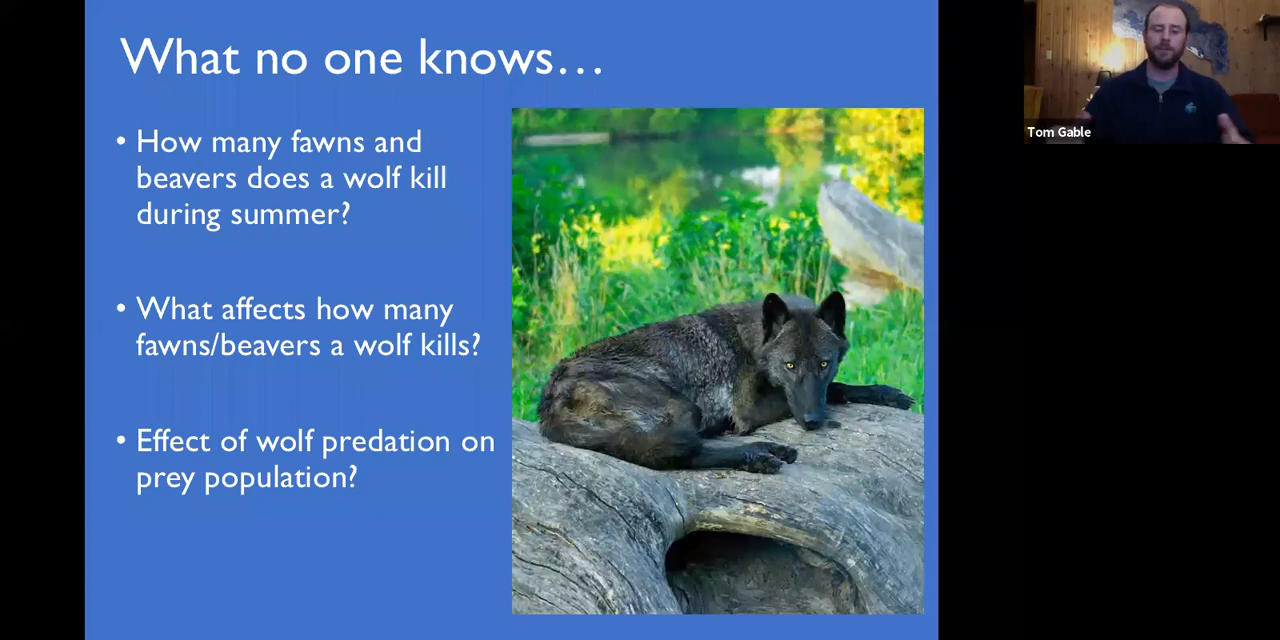 What no one knows…
• How many fawns and
beavers does a wolf kill
during summer?
• What affects how many
fawns/beavers a wolf kills?
• Effect of wolf predation on
prey population?
Tom Gable